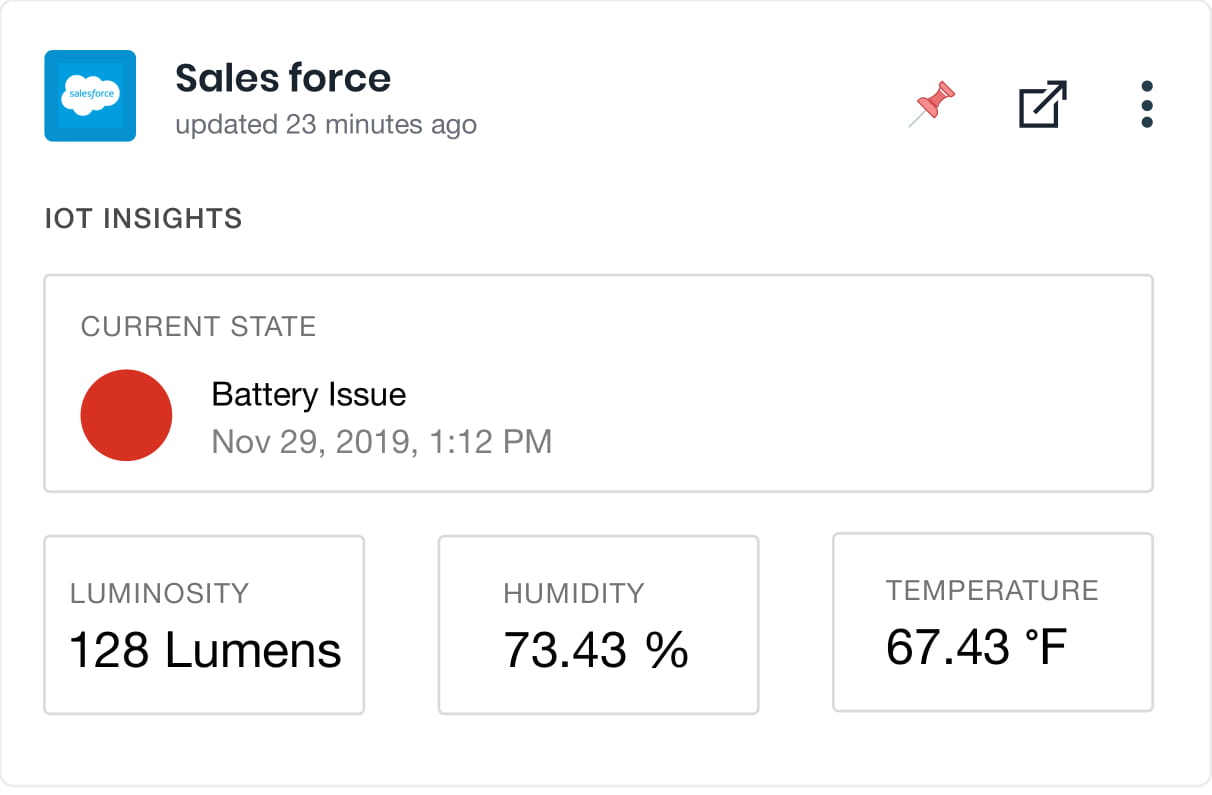 salesforce
Sales force
updated 23 minutes ago
IOT INSIGHTS
CURRENT STATE
Battery Issue
Nov 29, 2019, 1:12 PM
LUMINOSITY
128 Lumens
HUMIDITY
73.43 %
TEMPERATURE
67.43 °F